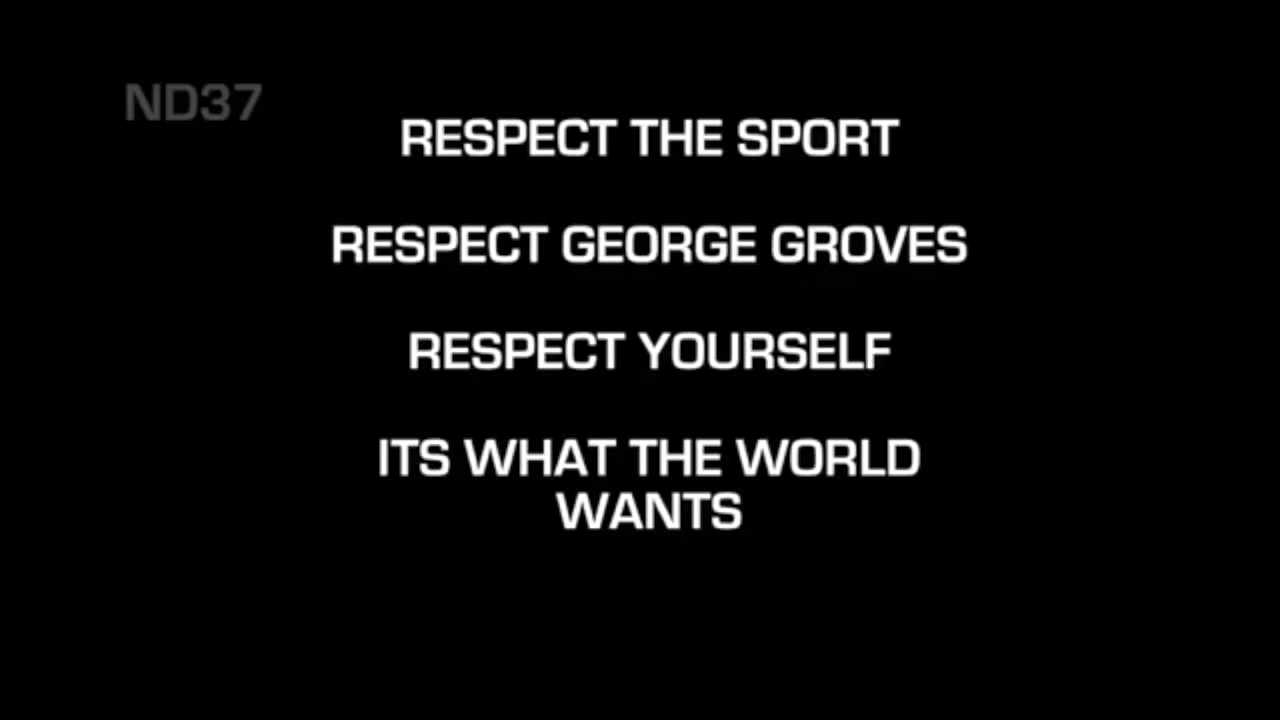 ND37
RESPECT THE SPORT
RESPECT GEORGE GROVES
RESPECT YOURSELF
ITS WHAT THE WORLD
WANTS